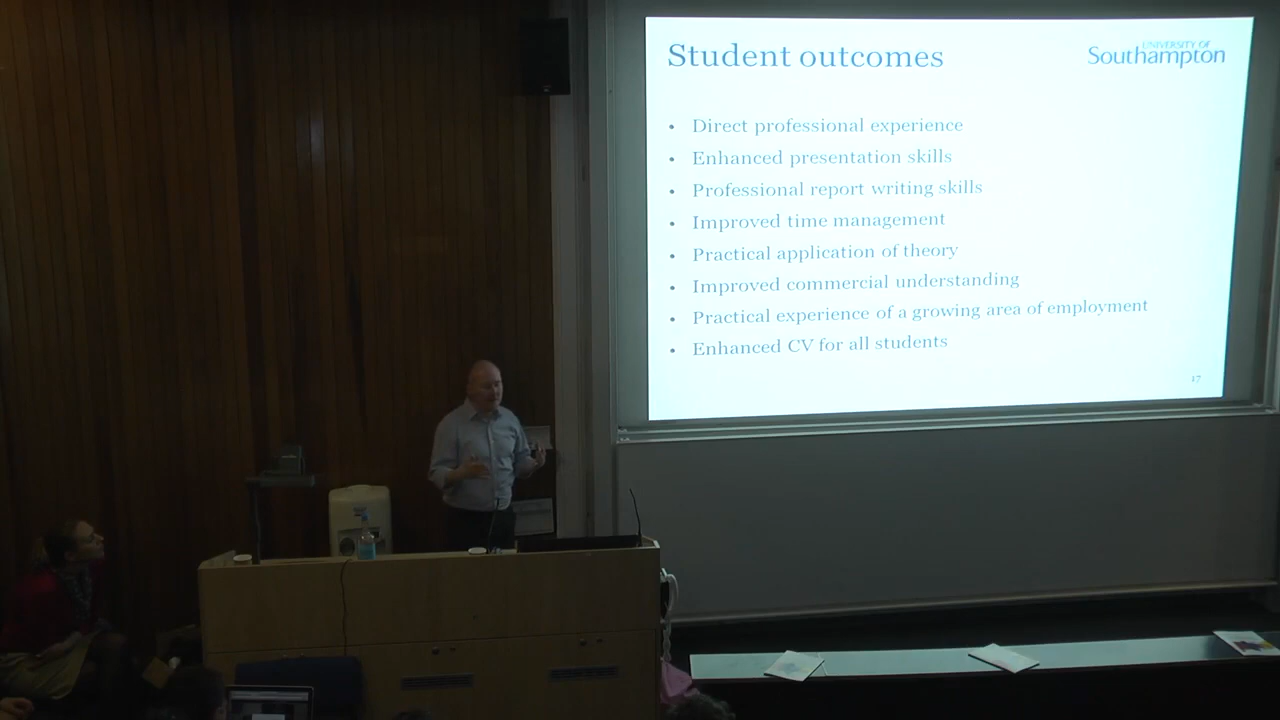 Student outcomes
UNIVERSITY OF
Southampton
• Direct professional experience
• Enhanced presentation skills
• Professional report writing skills
• Improved time management
• Practical application of theory
• Improved commercial understanding
• Practical experience of a growing area of employment
• Enhanced CV for all students
17